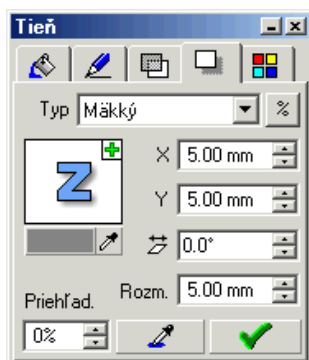 Tieň
Typ Mäkký %
X 5.00 mm
Y 5.00 mm
0.0°
Priehľad. Rozm. 5.00 mm
0%